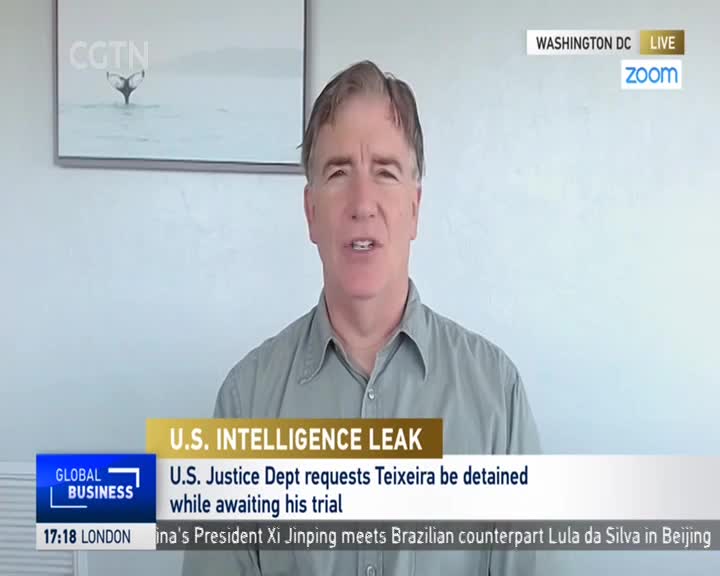 CGTN
WASHINGTON DC LIVE
zoom
U.S. INTELLIGENCE LEAK
GLOBAL
BUSINESS
U.S. Justice Dept requests Teixeira be detained
while awaiting his trial
17:18 LONDON
ina's President Xi Jinping meets Brazilian counterpart Lula da Silva in Beijing